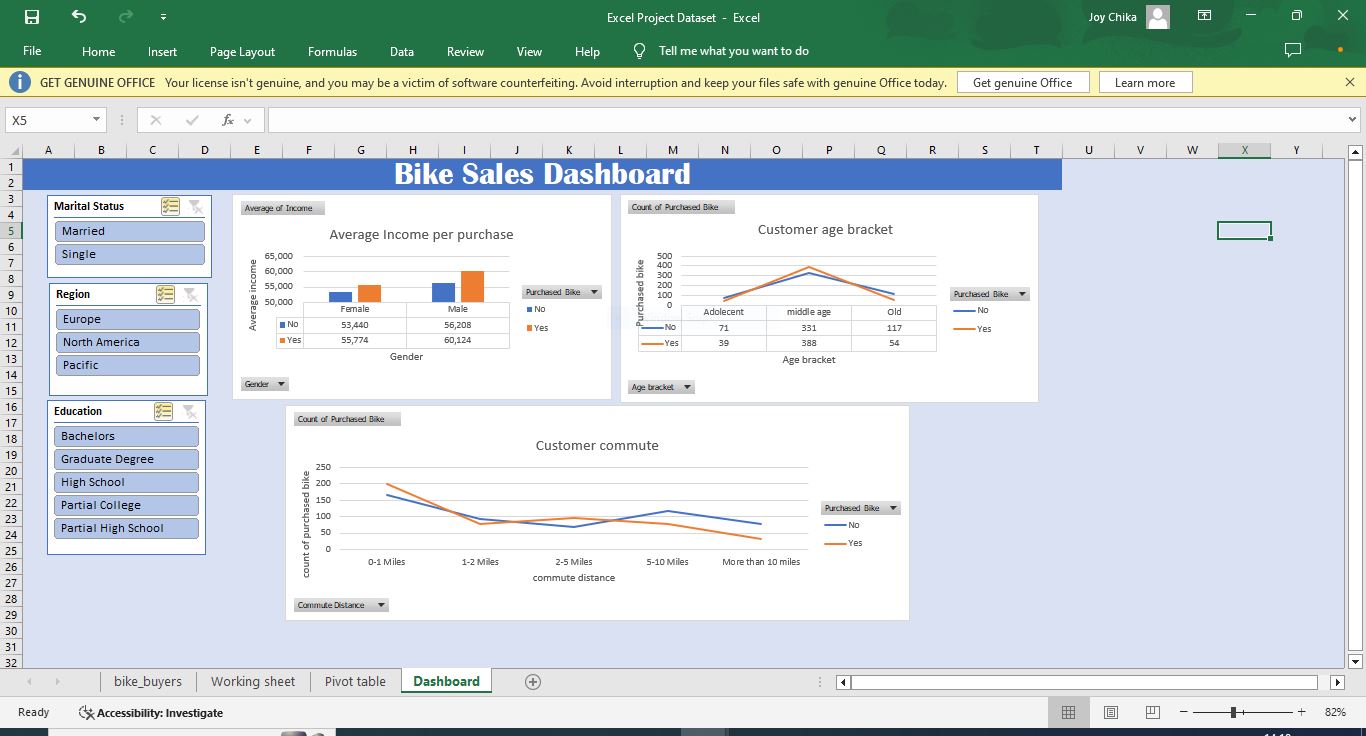 Excel Project Dataset - Excel
Joy Chika
File Home Insert Page Layout Formulas Data Review View Help Tell me what you want to do
GET GENUINE OFFICE Your license isn't genuine, and you may be a victim of software counterfeiting. Avoid interruption and keep your files safe with genuine Office today. Get genuine Office Learn more
X5 fx
A B C D E F G H I J K L M N O P Q R S T U V W X Y
1
2
3
4
5
6
7
8
9
10
11
12
13
14
15
16
17
18
19
20
21
22
23
24
25
26
27
28
29
30
31
32
Bike Sales Dashboard
Marital Status
Married
Single
Region
Europe
North America
Pacific
Education
Bachelors
Graduate Degree
High School
Partial College
Partial High School
Average of Income
Average Income per purchase
Average income
65,000
60,000
55,000
50,000
Female Male
No 53,440 56,208
Yes 55,774 60,124
Gender
Purchased Bike
No
Yes
Gender
Count of Purchased Bike
Customer age bracket
Purchased bike
500
400
300
200
100
0
Adolecent middle age Old
No 71 331 117
Yes 39 388 54
Age bracket
Purchased Bike
No
Yes
Age bracket
Count of Purchased Bike
Customer commute
count of purchased bike
250
200
150
100
50
0
0-1 Miles 1-2 Miles 2-5 Miles 5-10 Miles More than 10 miles
commute distance
Purchased Bike
No
Yes
Commute Distance
bike_buyers Working sheet Pivot table Dashboard
Ready Accessibility: Investigate 82%